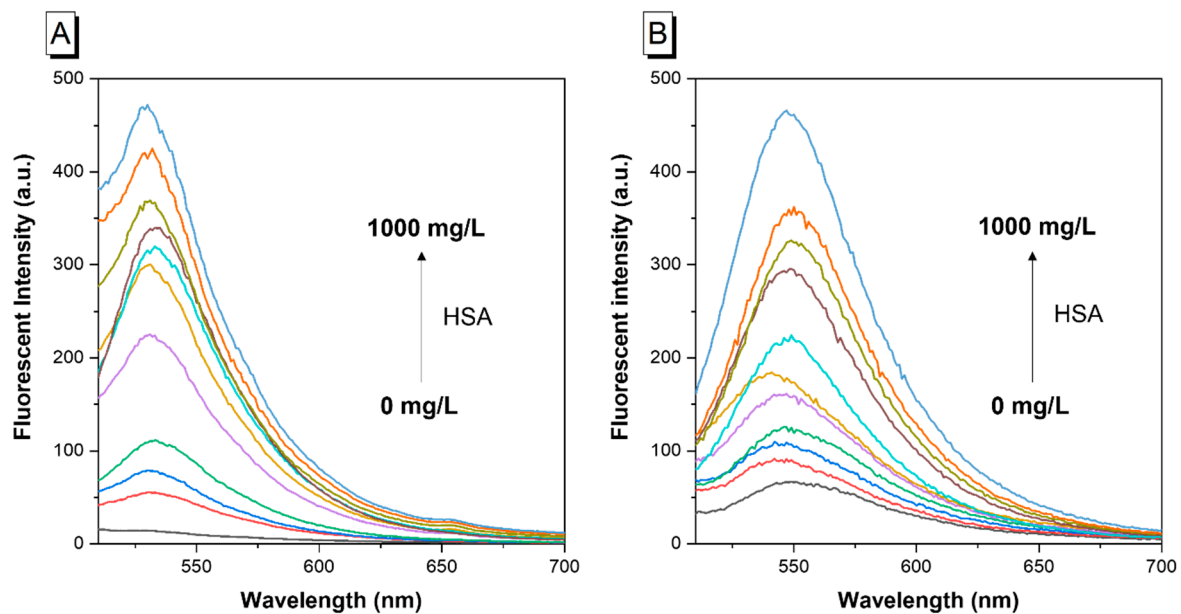 A
Fluorescent Intensity (a.u.)
500
400
300
200
100
0
1000 mg/L
HSA
0 mg/L
550
600
650
700
Wavelength (nm)
B
Fluorescent intensity (a.u.)
500
400
300
200
100
0
1000 mg/L
HSA
0 mg/L
550
600
650
700
Wavelength (nm)